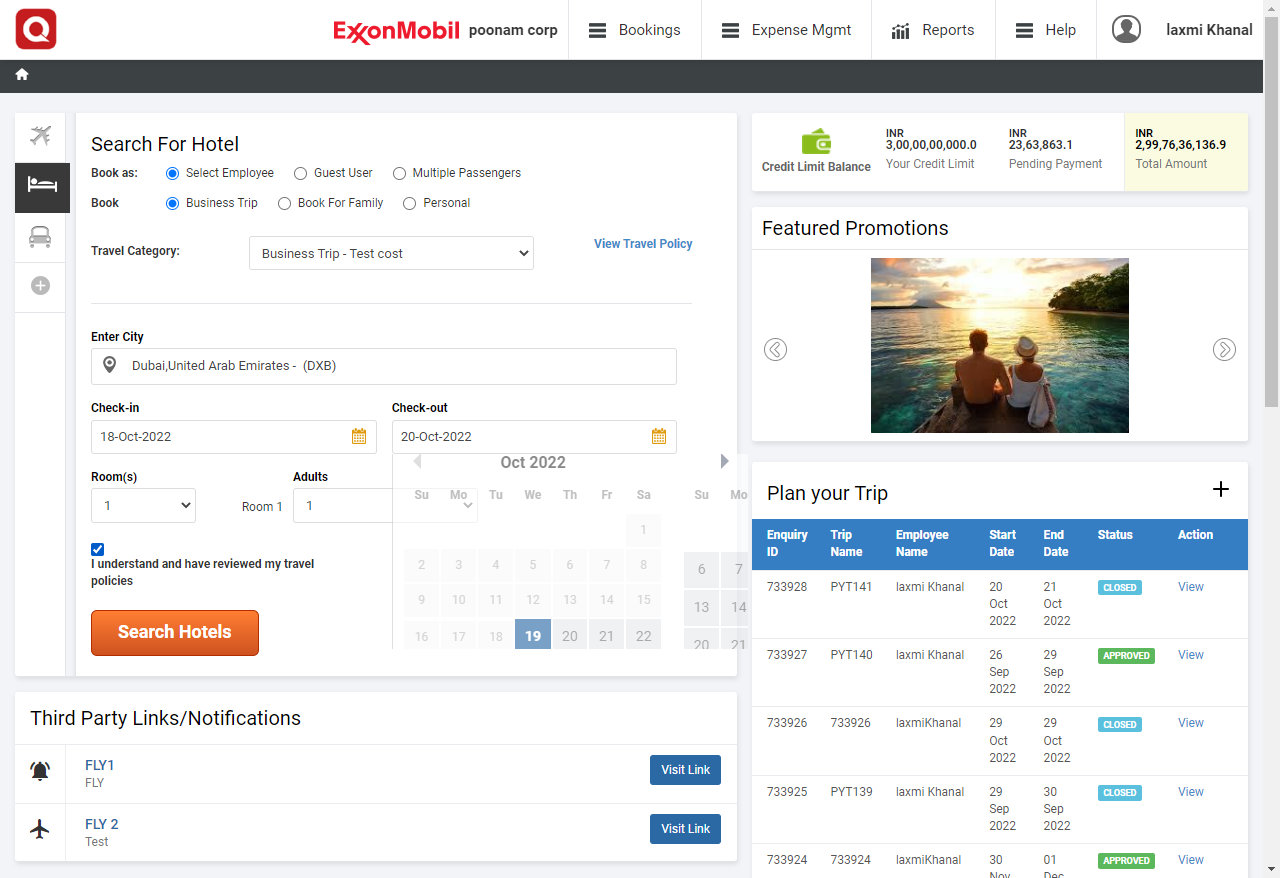 Q
ExxonMobil poonam corp Bookings Expense Mgmt Reports Help laxmi Khanal
Search For Hotel
Book as: Select Employee Guest User Multiple Passengers
Book Business Trip Book For Family Personal
Travel Category: Business Trip - Test cost View Travel Policy
Enter City
Dubai,United Arab Emirates - (DXB)
Check-in Check-out
18-Oct-2022 20-Oct-2022
Room(s) Adults
1 Room 1 1
Oct 2022
Su Mo Tu We Th Fr Sa Su Mo
1
2 3 4 5 6 7 8 6 7
9 10 11 12 13 14 15 13 14
16 17 18 19 20 21 22 20 21
I understand and have reviewed my travel
policies
Search Hotels
Third Party Links/Notifications
FLY1
FLY
Visit Link
FLY 2
Test
Visit Link
Credit Limit Balance
INR
3,00,00,00,000.0
Your Credit Limit
INR
23,63,863.1
Pending Payment
INR
2,99,76,36,136.9
Total Amount
Featured Promotions
Plan your Trip
Enquiry ID Trip Name Employee Name Start Date End Date Status Action
733928 PYT141 laxmi Khanal 20 Oct 2022 21 Oct 2022 CLOSED View
733927 PYT140 laxmi Khanal 26 Sep 2022 29 Sep 2022 APPROVED View
733926 733926 laxmiKhanal 29 Oct 2022 29 Oct 2022 CLOSED View
733925 PYT139 laxmi Khanal 29 Sep 2022 30 Sep 2022 CLOSED View
733924 733924 laxmiKhanal 30 Nov 01 Dec APPROVED View